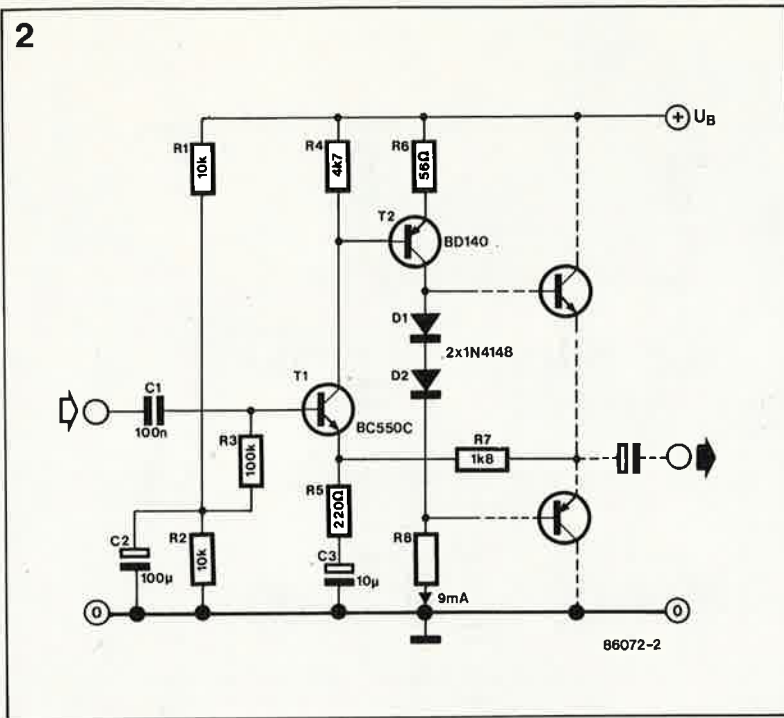 2
+ UB
R1
10k
R4
4k7
R6
56Ω
T2
BD140
D1
2x1N4148
D2
T1
C1
100n
BC550C
R3
100k
R7
1k8
R5
220Ω
R8
C2
100µ
R2
10k
C3
10µ
9mA
0
0
86072-2